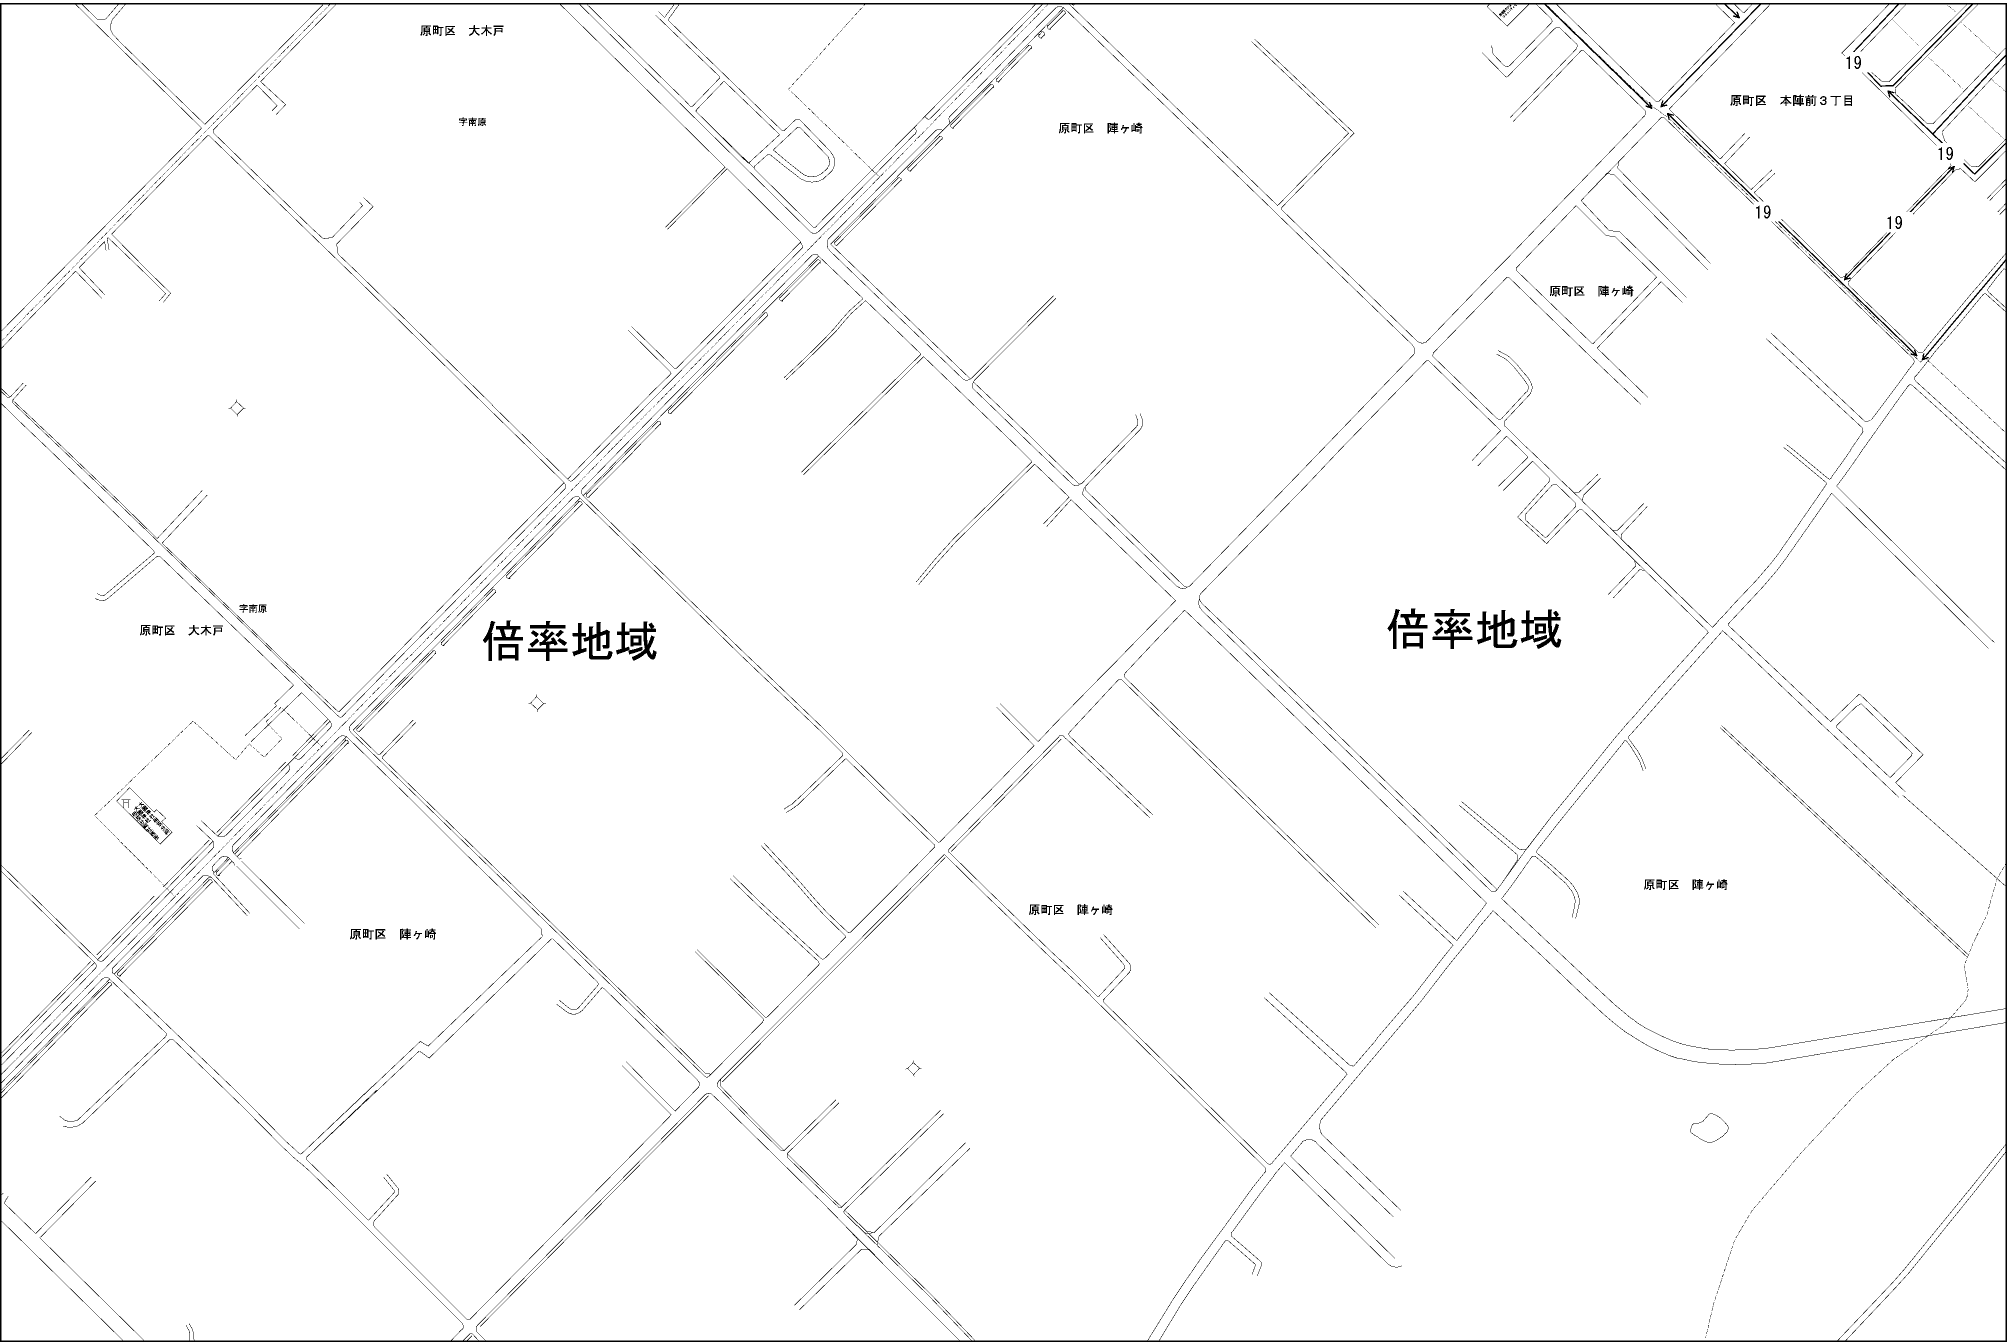 原町区　大木戸
19
原町区　本陣前３丁目
字南原
原町区　陣ヶ崎
19
19
19
原町区　陣ヶ崎
字南原
原町区　大木戸
倍率地域
倍率地域
原町区　陣ヶ崎
原町区　陣ヶ崎
原町区　陣ヶ崎